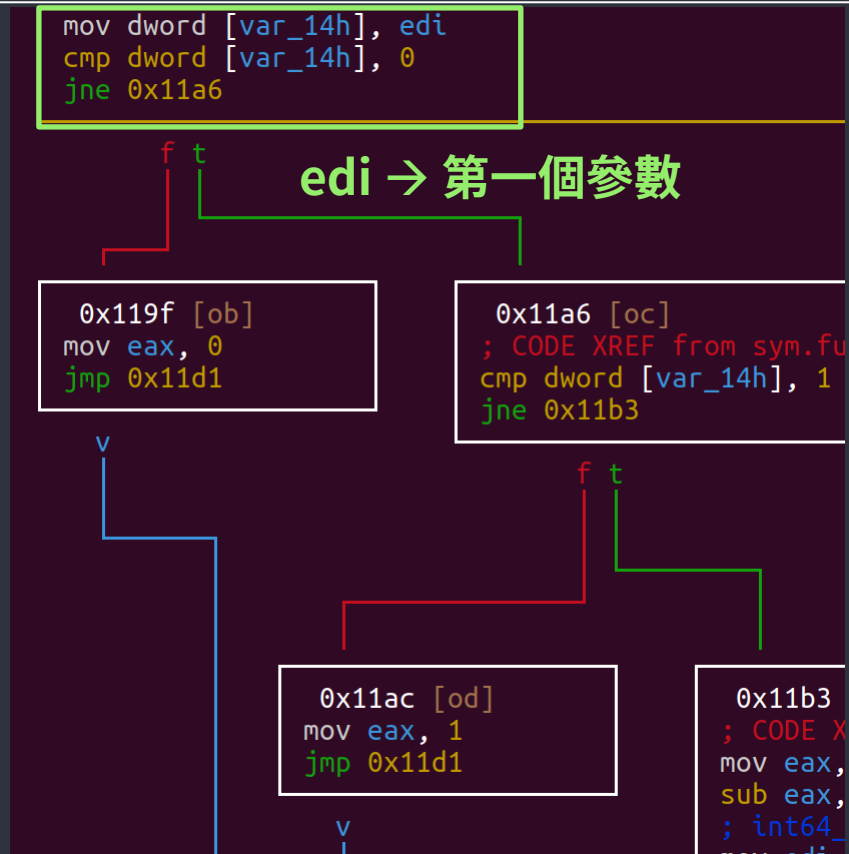 mov dword [var_14h], edi
cmp dword [var_14h], 0
jne 0x11a6
f t
edi → 第一個參數
0x119f [ob]
mov eax, 0
jmp 0x11d1
v
0x11a6 [oc]
; CODE XREF from sym.fu
cmp dword [var_14h], 1
jne 0x11b3
f t
0x11ac [od]
mov eax, 1
jmp 0x11d1
v
0x11b3
; CODE X
mov eax,
sub eax,
; int64_
mov edi